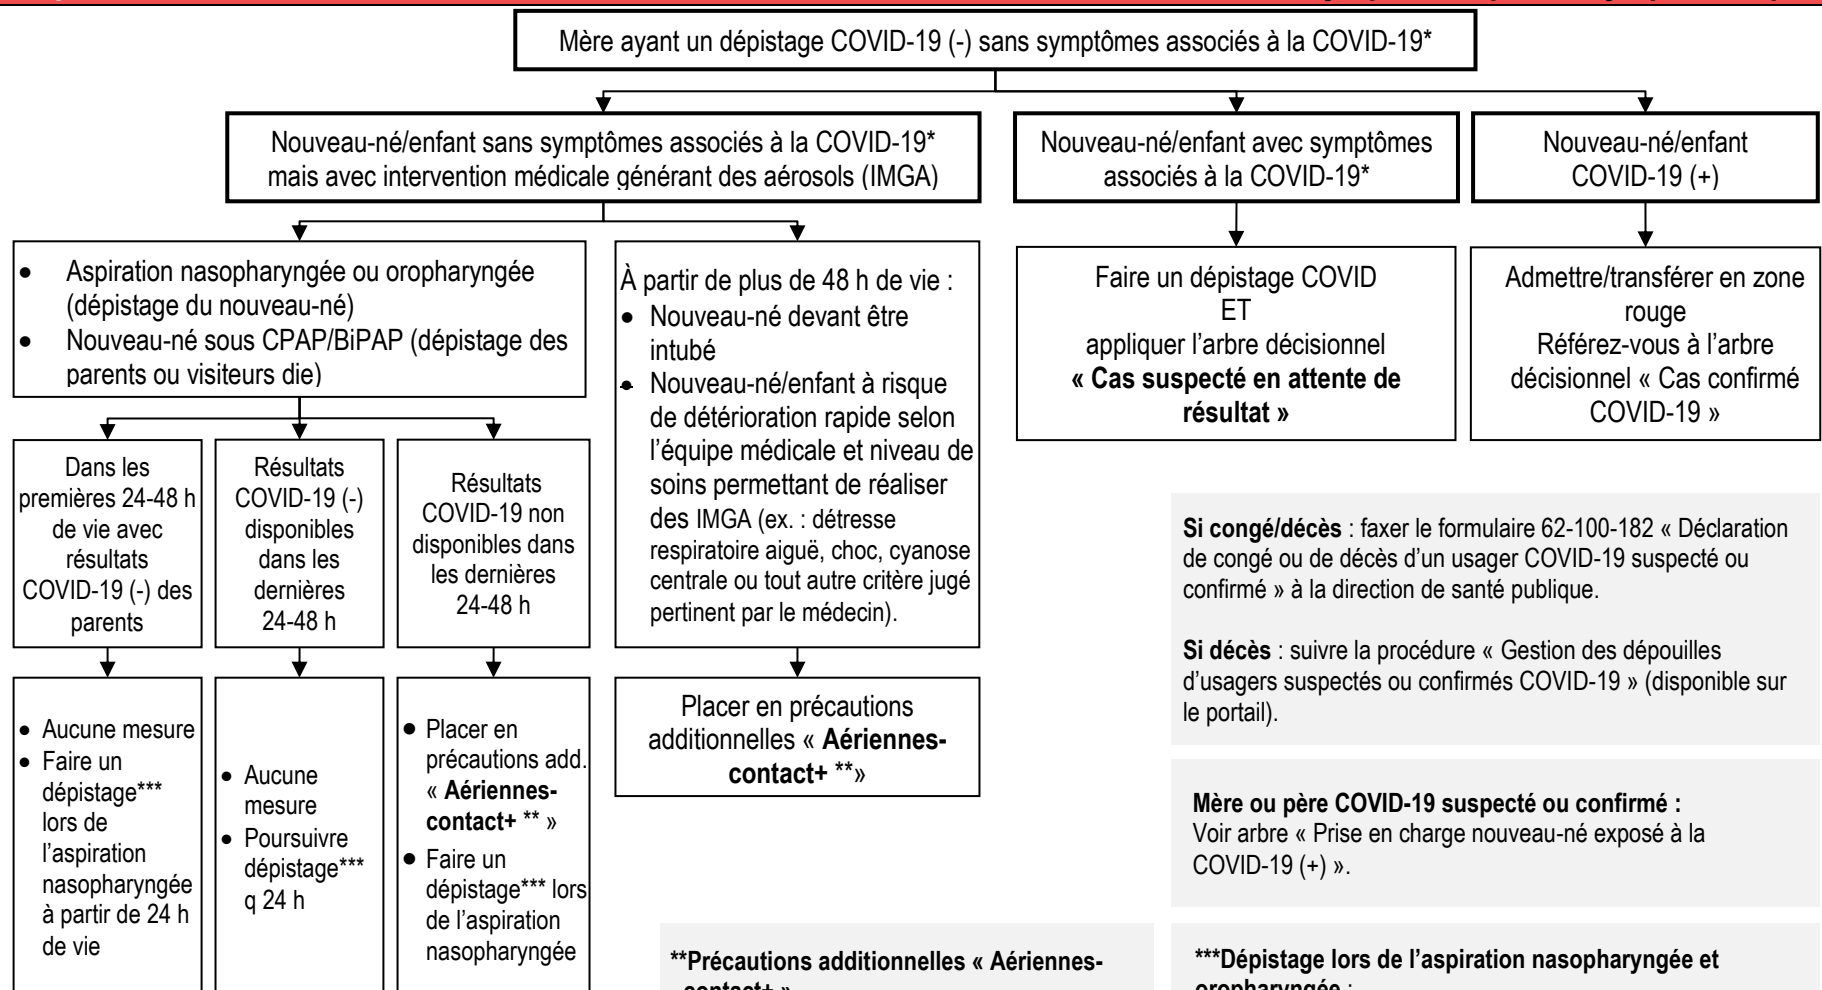 Mère ayant un dépistage COVID-19 (-) sans symptômes associés à la COVID-19*
Nouveau-né/enfant sans symptômes associés à la COVID-19*
mais avec intervention médicale générant des aérosols (IMGA)
Nouveau-né/enfant avec symptômes
associés à la COVID-19*
Nouveau-né/enfant
COVID-19 (+)
• Aspiration nasopharyngée ou oropharyngée
(dépistage du nouveau-né)
• Nouveau-né sous CPAP/BiPAP (dépistage des
parents ou visiteurs die)
À partir de plus de 48 h de vie :
• Nouveau-né devant être
intubé
• Nouveau-né/enfant à risque
de détérioration rapide selon
l'équipe médicale et niveau de
soins permettant de réaliser
des IMGA (ex. : détresse
respiratoire aiguë, choc, cyanose
centrale ou tout autre critère jugé
pertinent par le médecin).
Faire un dépistage COVID
ET
appliquer l'arbre décisionnel
« Cas suspecté en attente de
résultat »
Admettre/transférer en zone
rouge
Référez-vous à l'arbre
décisionnel « Cas confirmé
COVID-19 »
Dans les
premières 24-48 h
de vie avec
résultats
COVID-19 (-) des
parents
Résultats
COVID-19 (-)
disponibles
dans les
dernières
24-48 h
Résultats
COVID-19 non
disponibles dans
les dernières
24-48 h
• Aucune mesure
• Faire un
dépistage***
lors de
l'aspiration
nasopharyngée
à partir de 24 h
de vie
• Aucune
mesure
• Poursuivre
dépistage***
q 24 h
• Placer en
précautions add.
« Aériennes-
contact+ ** »
• Faire un
dépistage*** lors
de l'aspiration
nasopharyngée
Placer en précautions
additionnelles « Aériennes-
contact+ **»
Si congé/décès : faxer le formulaire 62-100-182 « Déclaration
de congé ou de décès d'un usager COVID-19 suspecté ou
confirmé » à la direction de santé publique.
Si décès : suivre la procédure « Gestion des dépouilles
d'usagers suspectés ou confirmés COVID-19 » (disponible sur
le portail).
Mère ou père COVID-19 suspecté ou confirmé :
Voir arbre « Prise en charge nouveau-né exposé à la
COVID-19 (+) ».
**Précautions additionnelles « Aériennes-
contact+ »
***Dépistage lors de l'aspiration nasopharyngée et
oropharyngée :